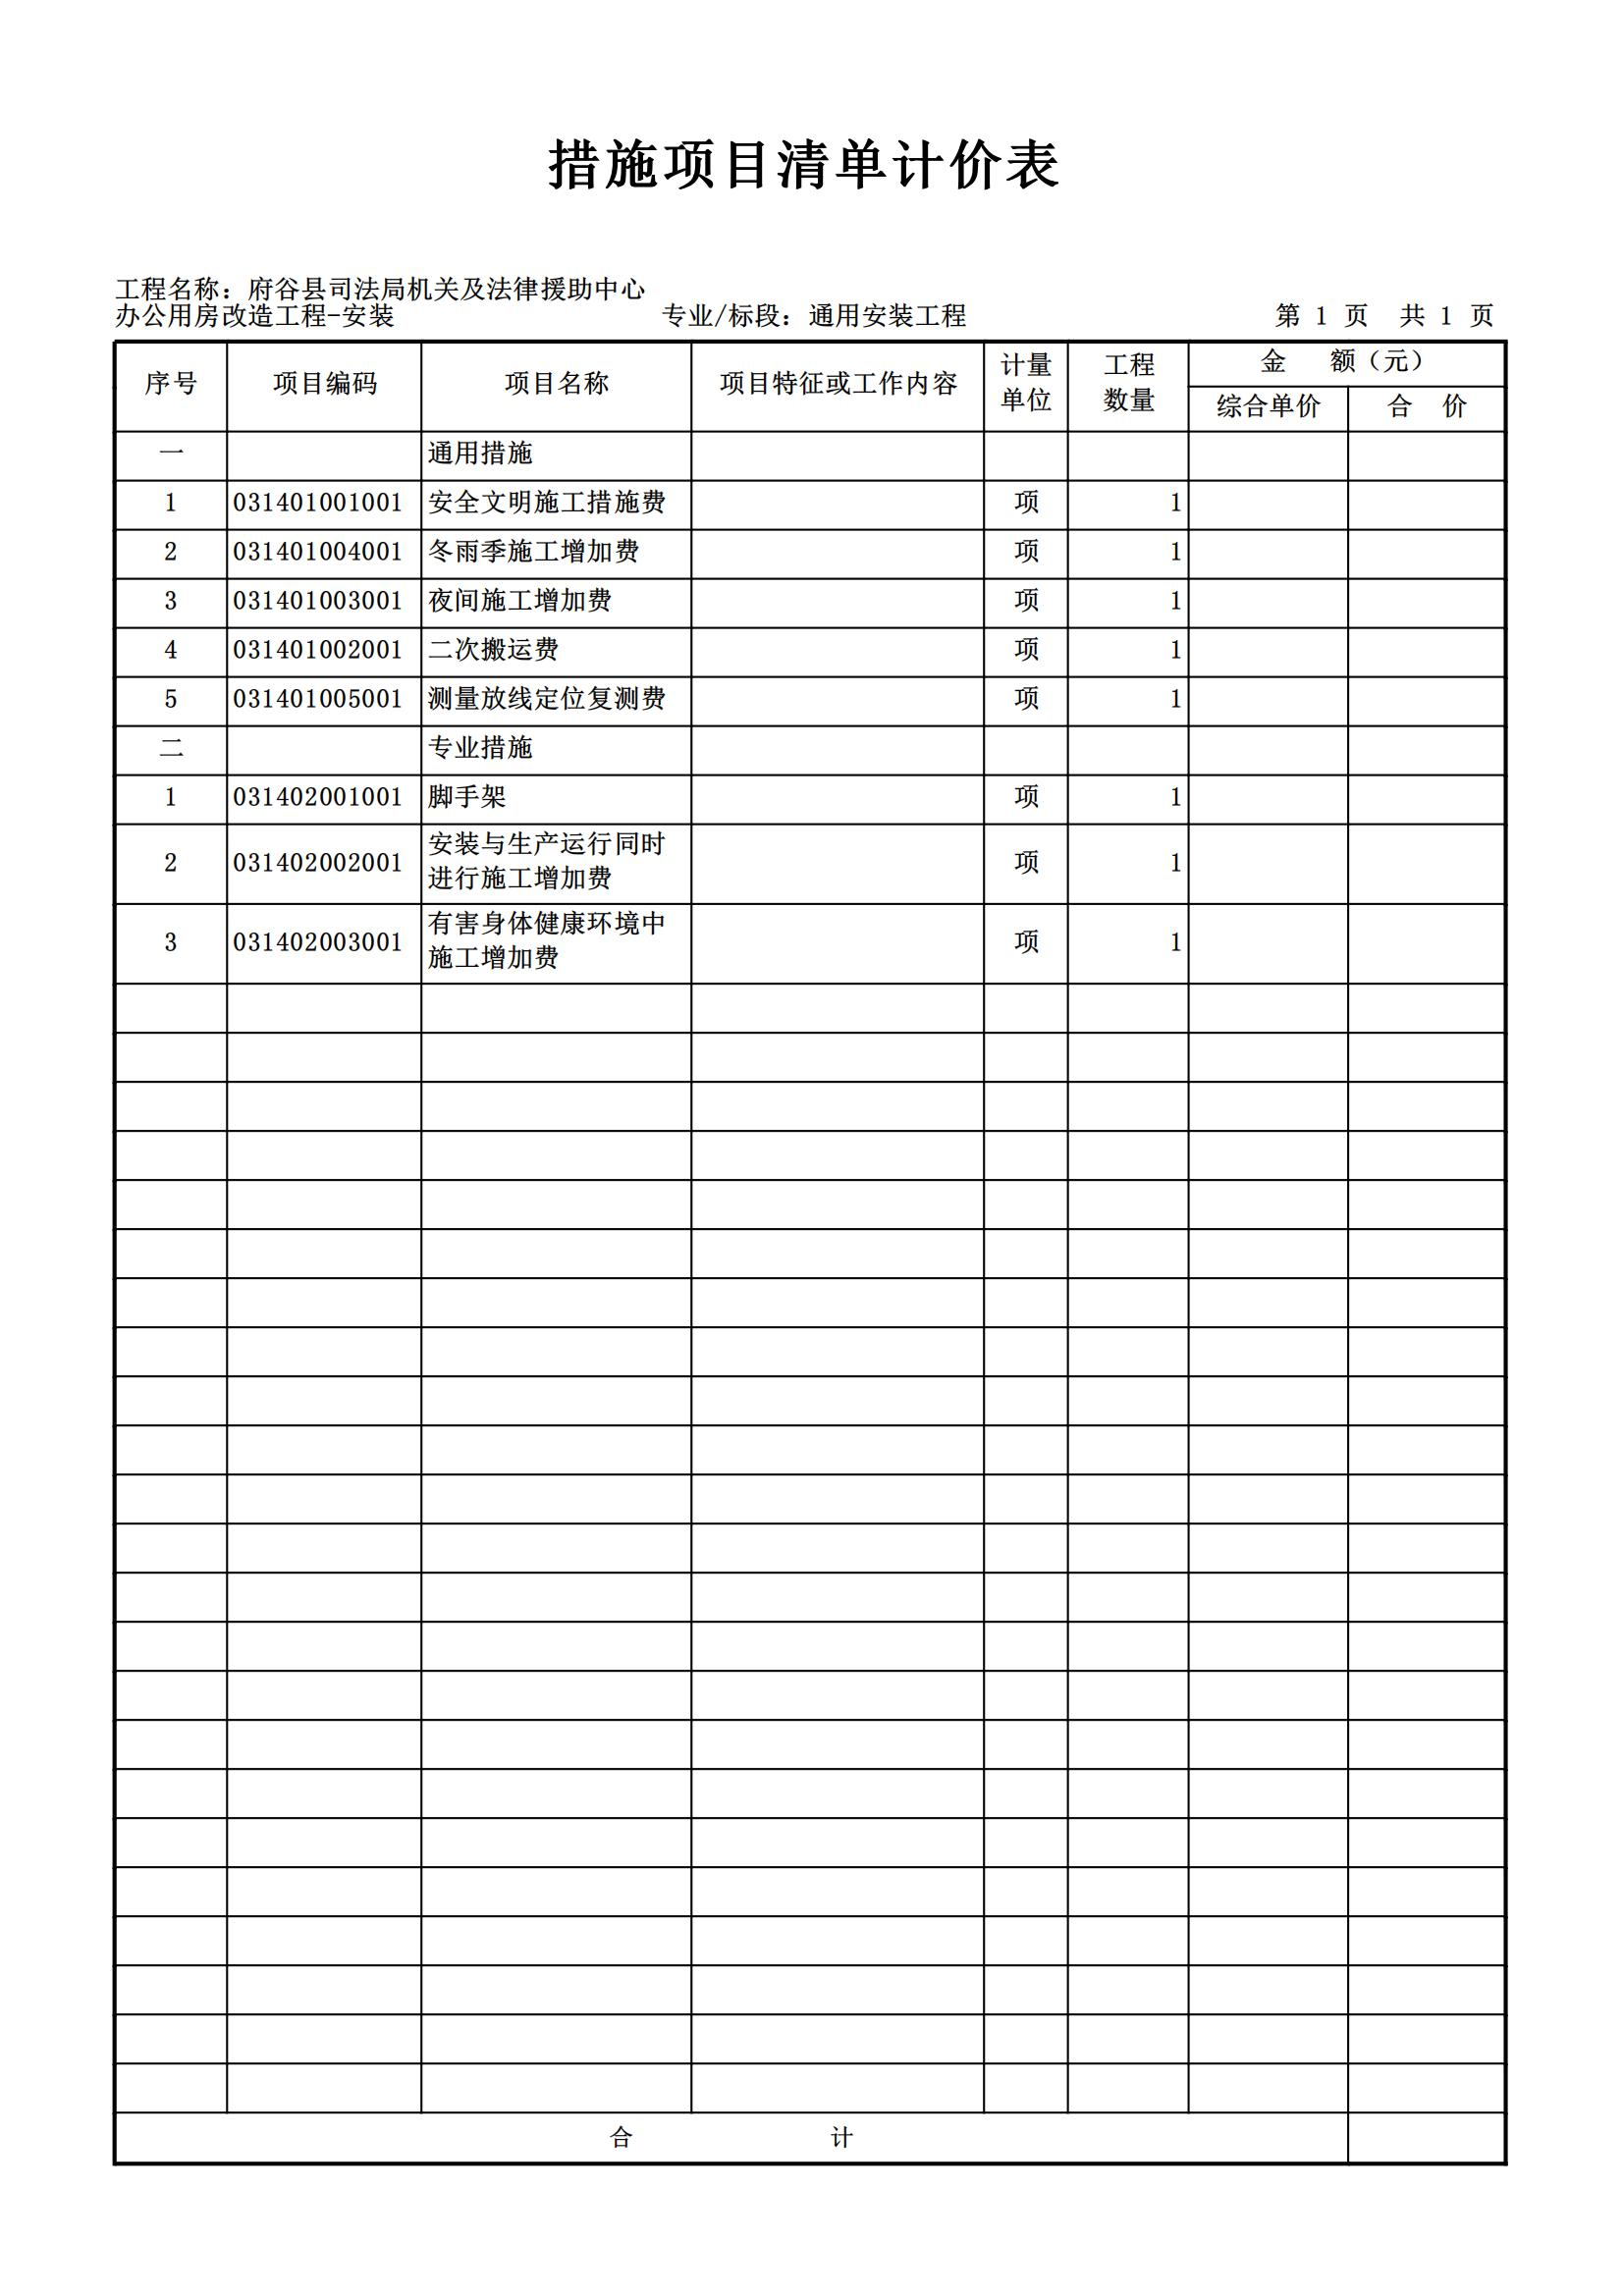 措施项目清单计价表
工程名称：府谷县司法局机关及法律援助中心
办公用房改造工程-安装 专业/标段：通用安装工程 第 1 页 共 1 页
序号 项目编码 项目名称 项目特征或工作内容 计量单位 工程数量 金 额（元）
综合单价 合 价
一 通用措施
1 031401001001 安全文明施工措施费 项 1
2 031401004001 冬雨季施工增加费 项 1
3 031401003001 夜间施工增加费 项 1
4 031401002001 二次搬运费 项 1
5 031401005001 测量放线定位复测费 项 1
二 专业措施
1 031402001001 脚手架 项 1
2 031402002001 安装与生产运行同时
进行施工增加费 项 1
3 031402003001 有害身体健康环境中
施工增加费 项 1
合 计